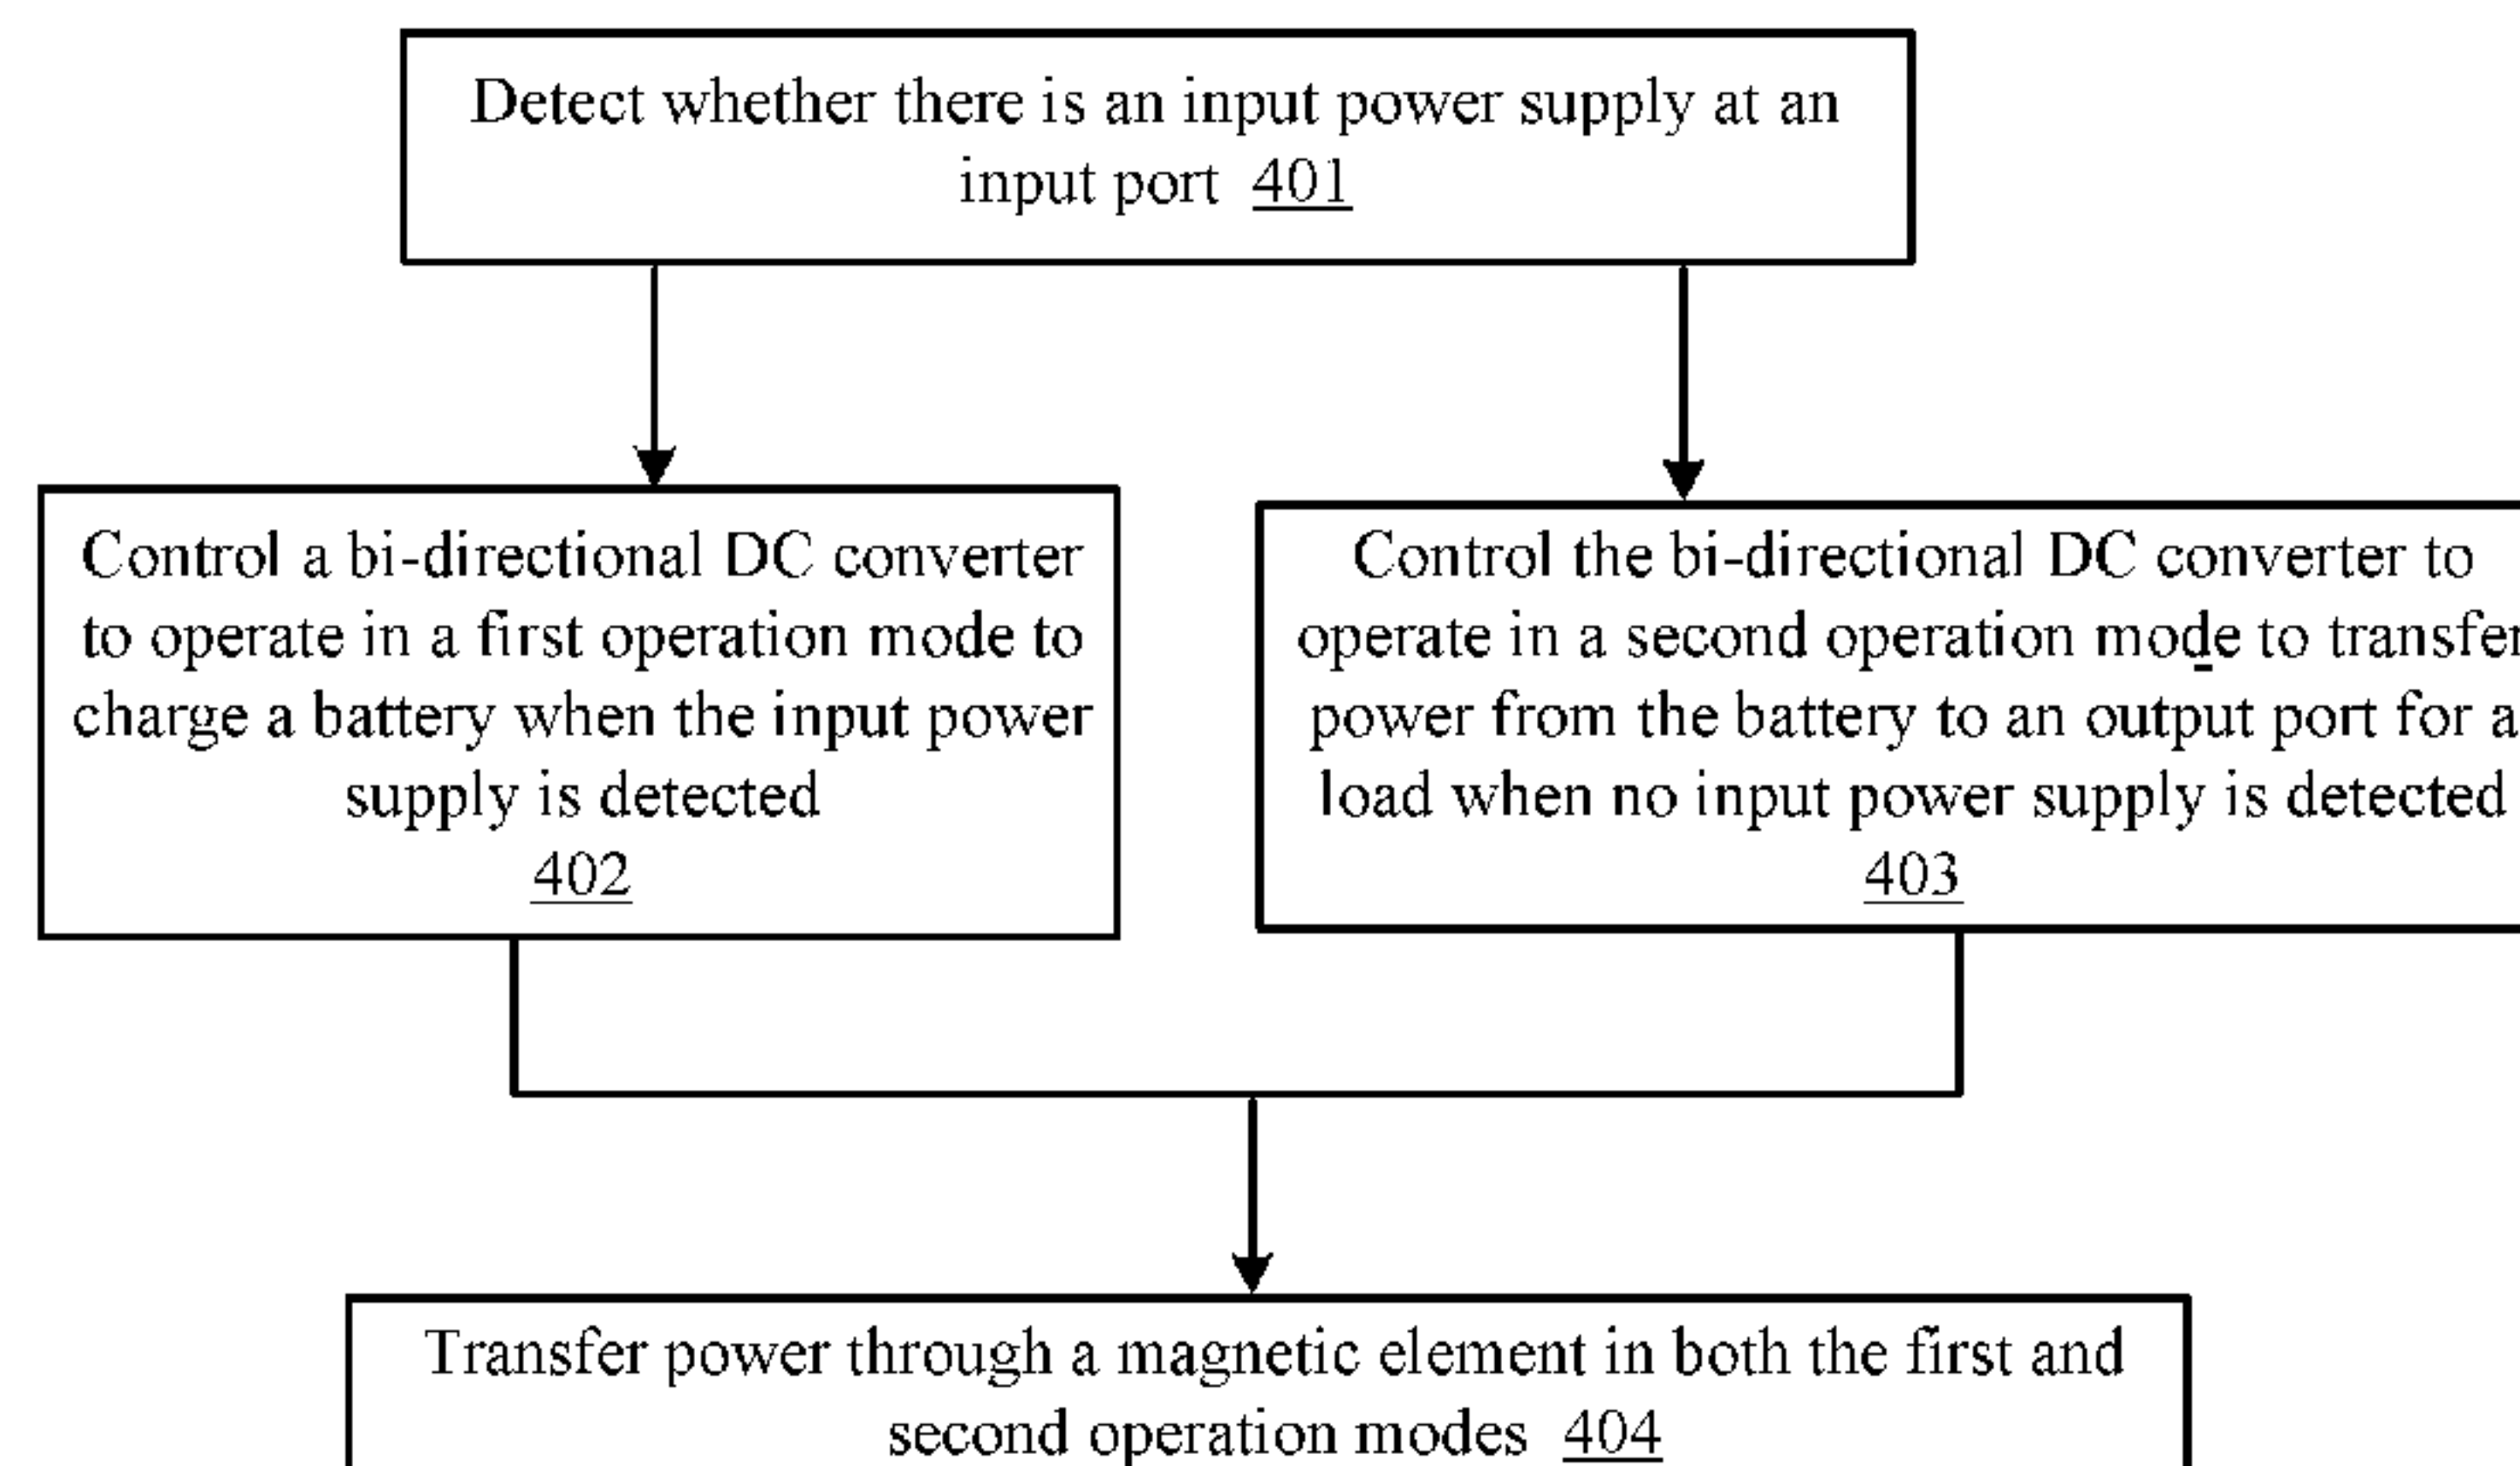 Detect whether there is an input power supply at an
input port 401
Control a bi-directional DC converter
to operate in a first operation mode to
charge a battery when the input power
supply is detected
402
Control the bi-directional DC converter to
operate in a second operation mode to transfer
power from the battery to an output port for a
load when no input power supply is detected
403
Transfer power through a magnetic element in both the first and
second operation modes 404